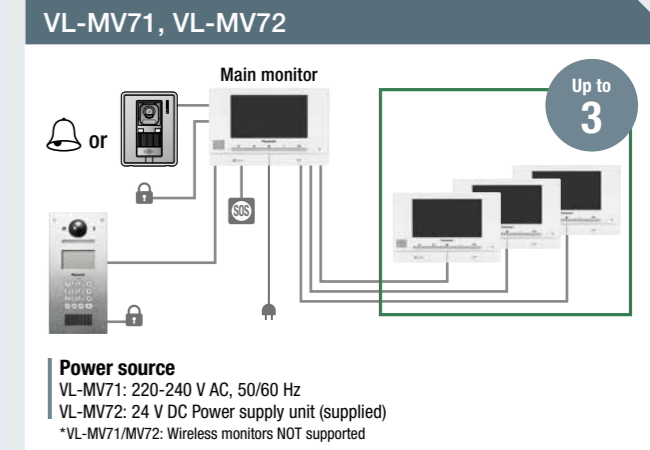 VL-MV71, VL-MV72
Main monitor
Up to
3
or
SOS
Power source
VL-MV71: 220-240 V AC, 50/60 Hz
VL-MV72: 24 V DC Power supply unit (supplied)
*VL-MV71/MV72: Wireless monitors NOT supported